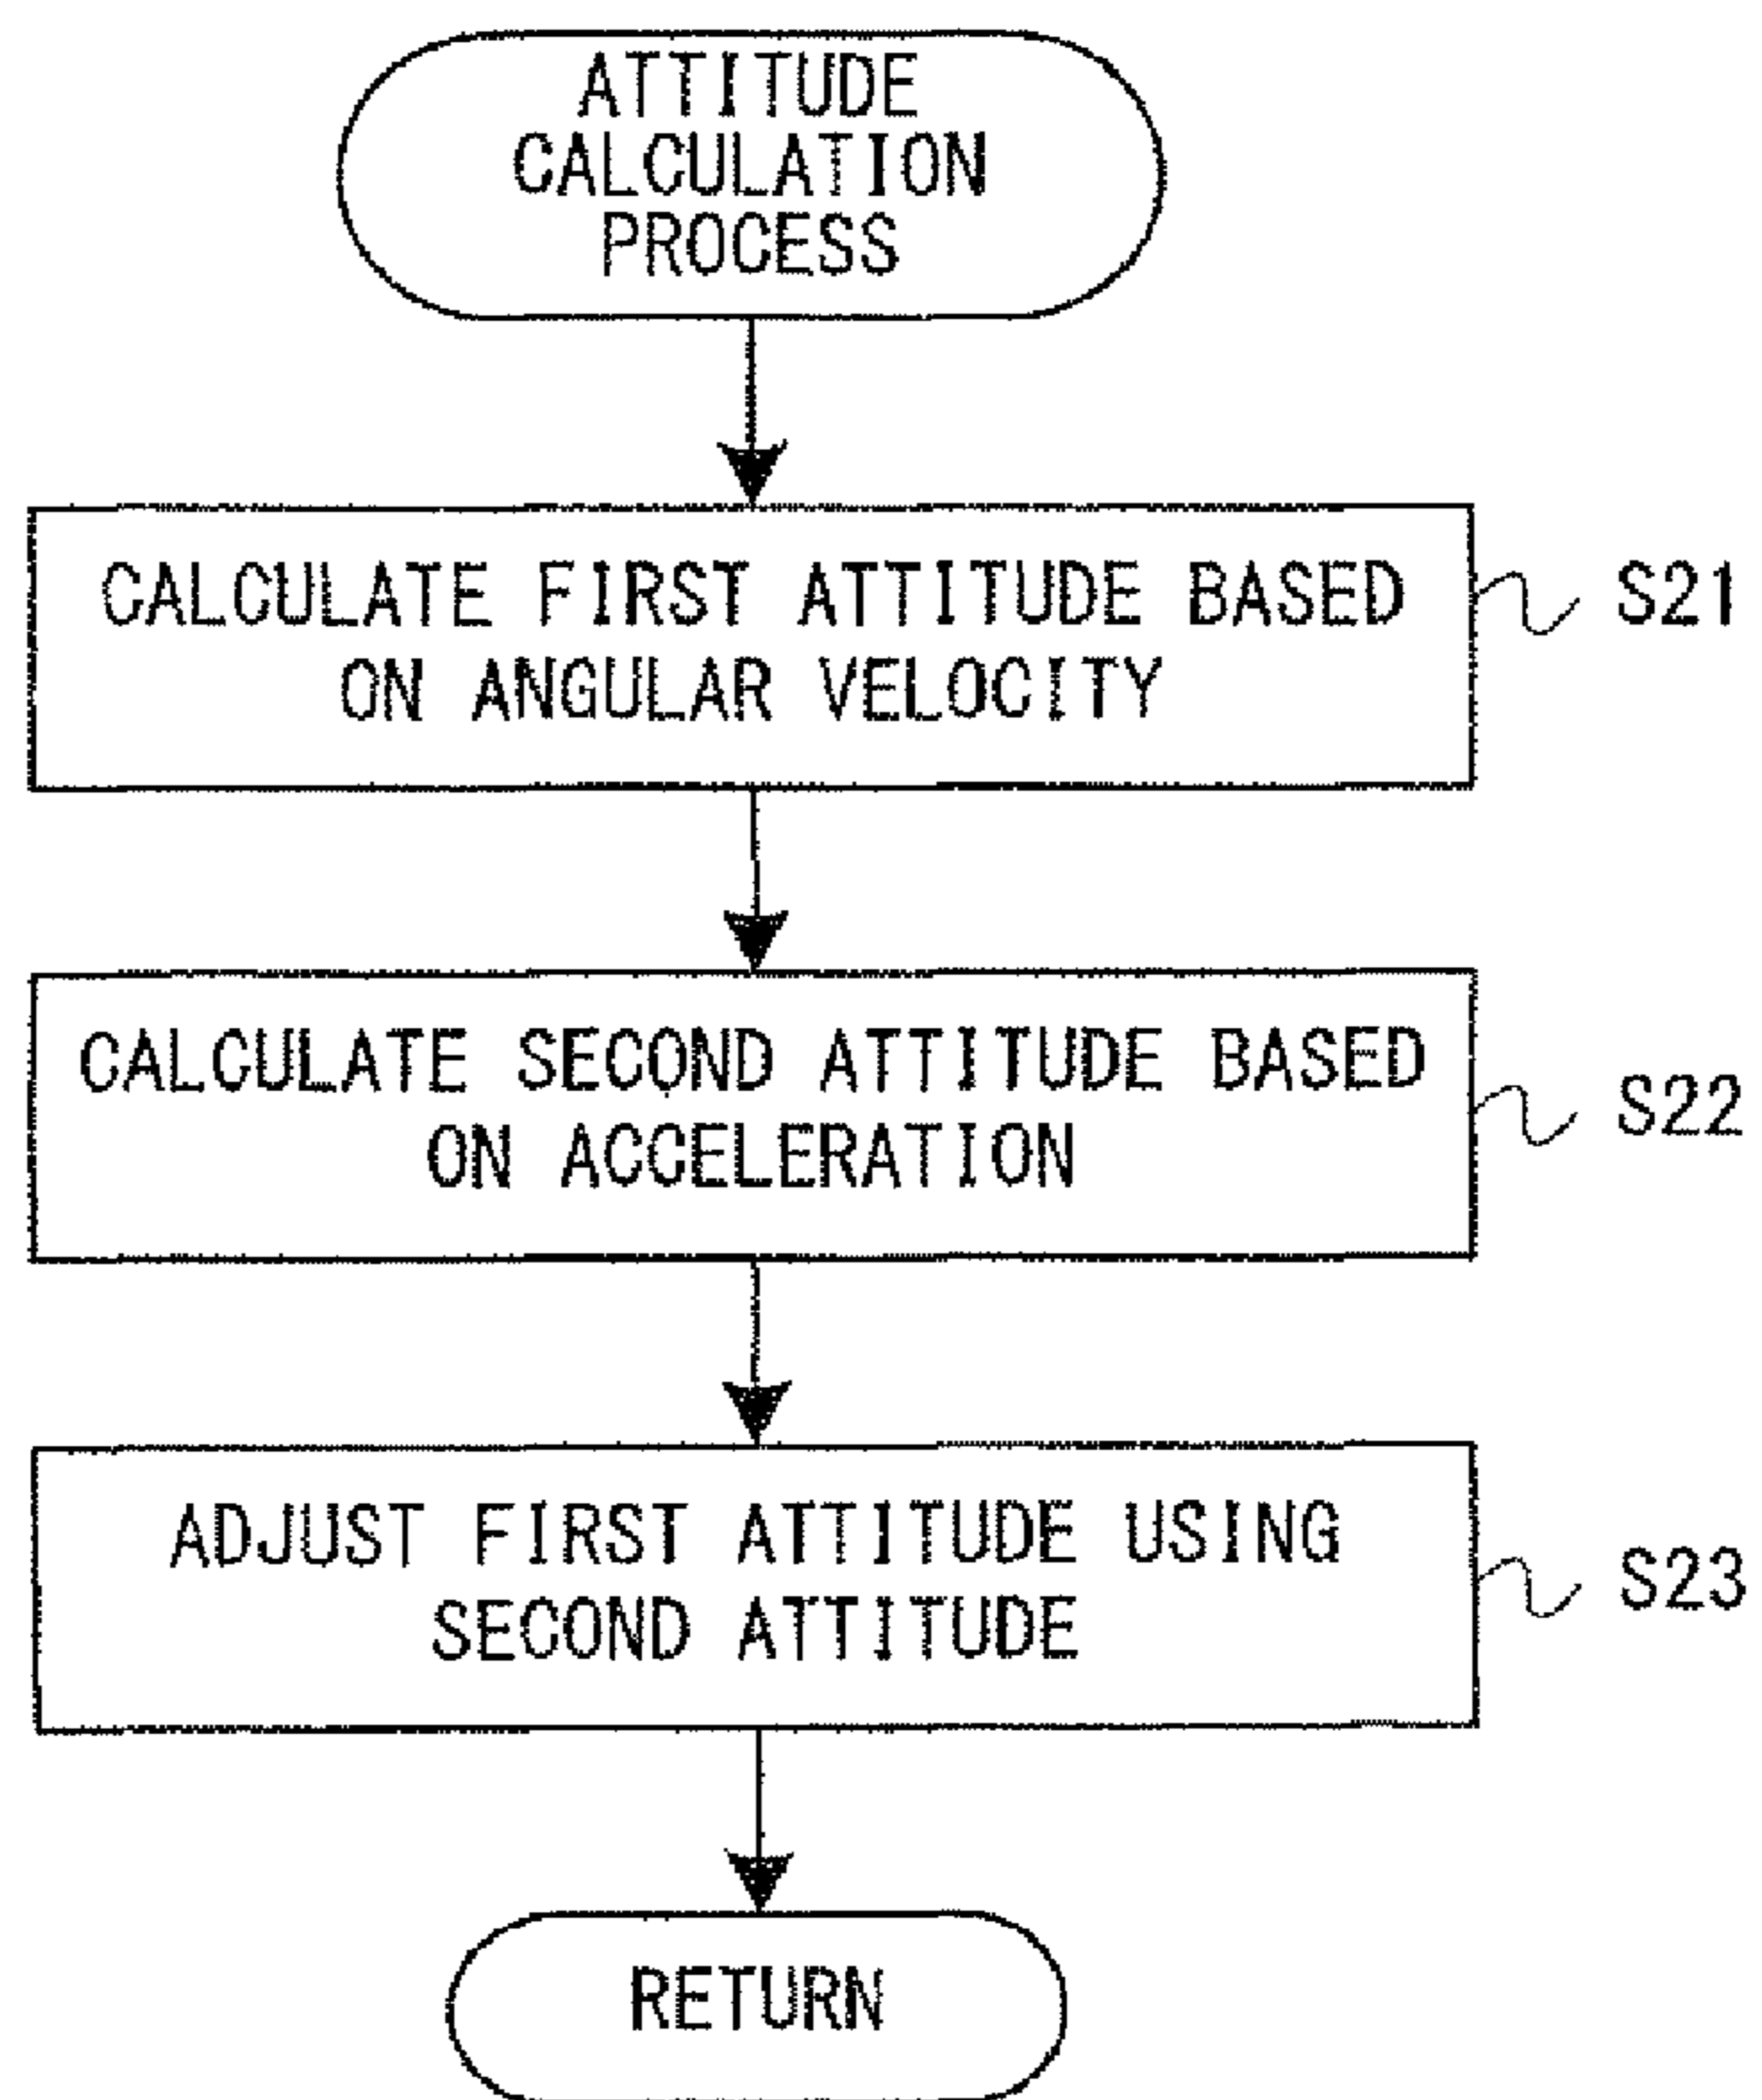 ATTITUDE
CALCULATION
PROCESS
CALCULATE FIRST ATTITUDE BASED
ON ANGULAR VELOCITY
S21
CALCULATE SECOND ATTITUDE BASED
ON ACCELERATION
S22
ADJUST FIRST ATTITUDE USING
SECOND ATTITUDE
S23
RETURN